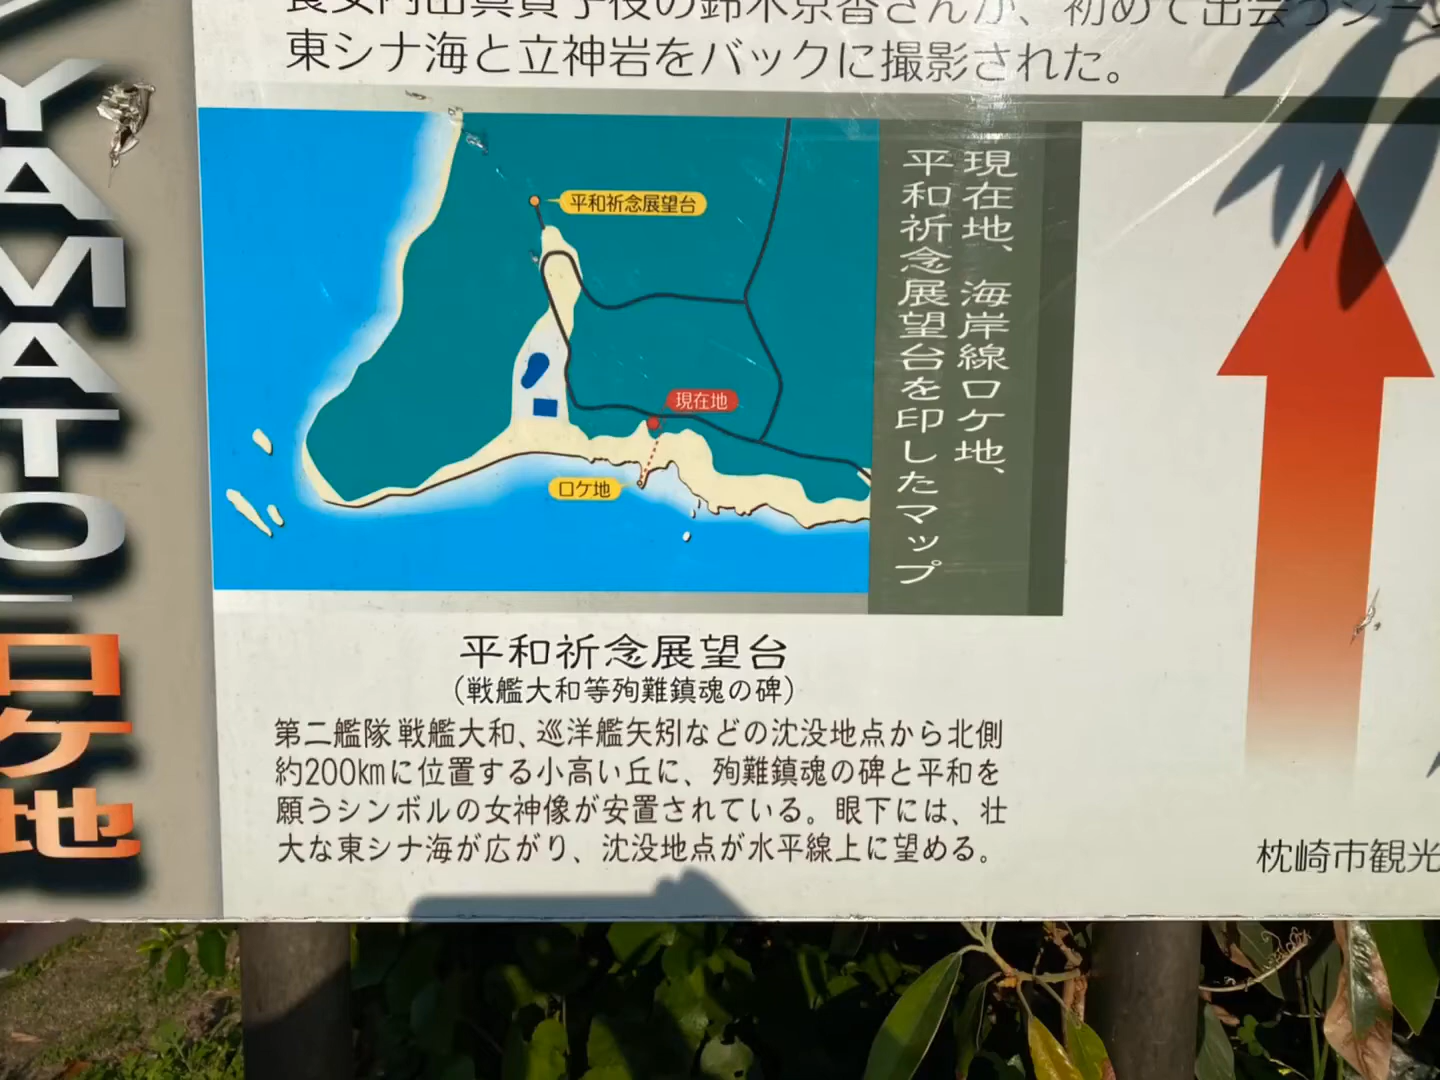 東シナ海と立神岩をバックに撮影された。
YAMATO
ロケ地
平和祈念展望台
現在地
ロケ地
現在地、海岸線ロケ地、
平和祈念展望台を印したマップ
平和祈念展望台
（戦艦大和等殉難鎮魂の碑）
第二艦隊 戦艦大和、巡洋艦矢矧などの沈没地点から北側
約200kmに位置する小高い丘に、殉難鎮魂の碑と平和を
願うシンボルの女神像が安置されている。眼下には、壮
大な東シナ海が広がり、沈没地点が水平線上に望める。
枕崎市観光